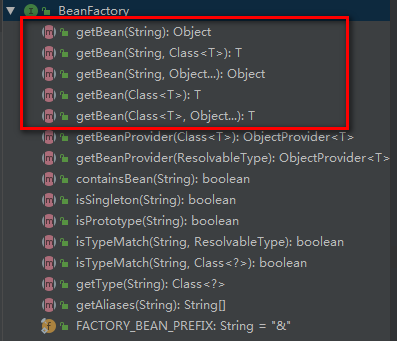 BeanFactory
getBean(String): Object
getBean(String, Class<T>): T
getBean(String, Object...): Object
getBean(Class<T>): T
getBean(Class<T>, Object...): T
getBeanProvider(Class<T>): ObjectProvider<T>
getBeanProvider(ResolvableType): ObjectProvider<T>
containsBean(String): boolean
isSingleton(String): boolean
isPrototype(String): boolean
isTypeMatch(String, ResolvableType): boolean
isTypeMatch(String, Class<?>): boolean
getType(String): Class<?>
getAliases(String): String[]
FACTORY_BEAN_PREFIX: String = "&"